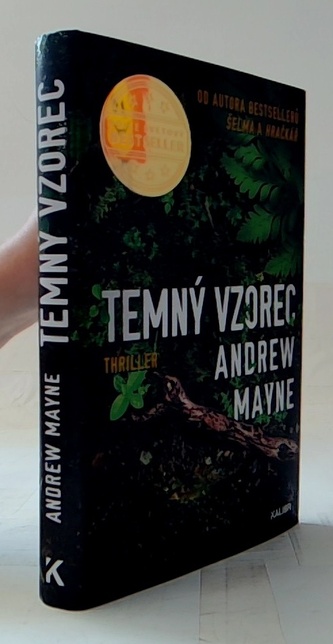 OD AUTORA BESTSELLERŮ
ŠELMA A HRAČKÁŘ
TEMNÝ VZOREC
THRILLER
ANDREW
MAYNE
KALIBR
ANDREW MAYNE TEMNÝ VZOREC
K